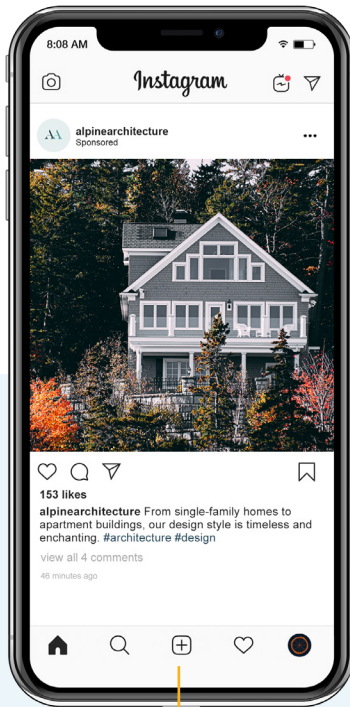 8:08 AM
Instagram
AA
alpinearchitecture
Sponsored
153 likes
alpinearchitecture From single-family homes to
apartment buildings, our design style is timeless and
enchanting. #architecture #design
view all 4 comments
46 minutes ago